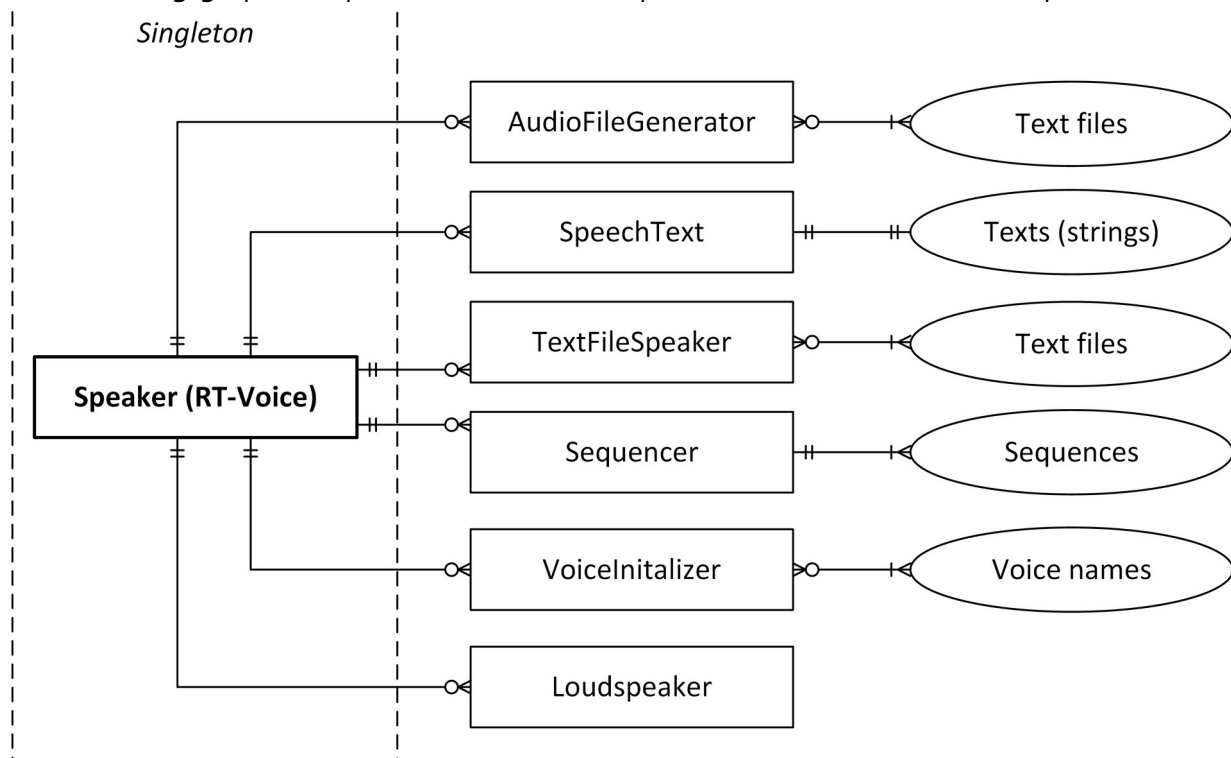 Singleton
AudioFileGenerator
Text files
SpeechText
Texts (strings)
TextFileSpeaker
Text files
Speaker (RT-Voice)
Sequencer
Sequences
VoiceInitalizer
Voice names
Loudspeaker